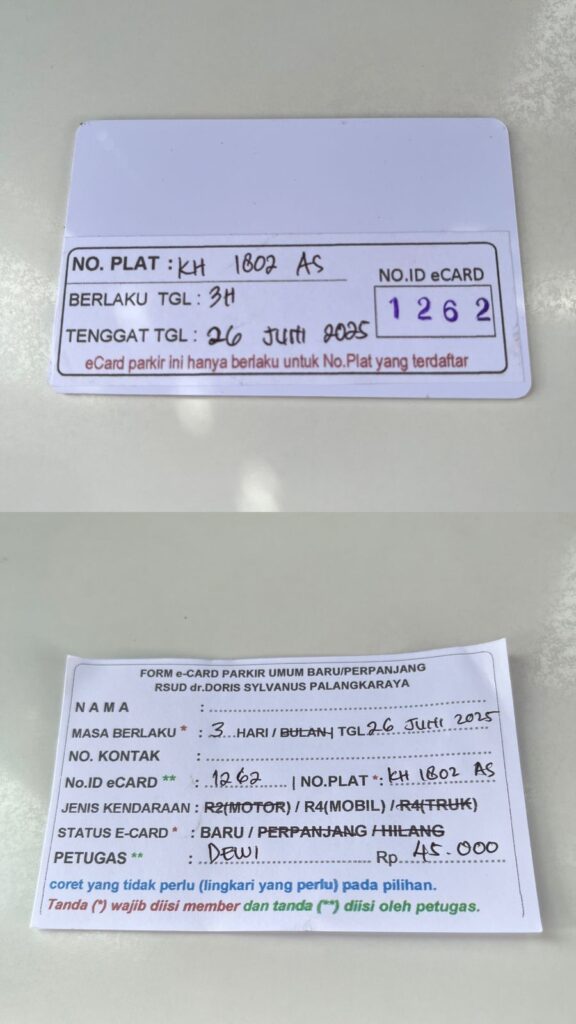 NO. PLAT : KH 1802 AS
NO.ID eCARD
BERLAKU TGL : 3H
1262
TENGGAT TGL : 26 JUNI 2025
eCard parkir ini hanya berlaku untuk No.Plat yang terdaftar
FORM e-CARD PARKIR UMUM BARU/PERPANJANG
RSUD dr.DORIS SYLVANUS PALANGKARAYA
N A M A :
MASA BERLAKU * : 3 HARI / BULAN | TGL 26 JUNI 2025
NO. KONTAK :
No.ID eCARD ** : 1262 | NO.PLAT * : KH 1802 AS
JENIS KENDARAAN : R2(MOTOR) / R4(MOBIL) / R4(TRUK)
STATUS E-CARD * : BARU / PERPANJANG / HILANG
PETUGAS ** : DEWI Rp. 45.000
coret yang tidak perlu (lingkari yang perlu) pada pilihan.
Tanda (*) wajib diisi member dan tanda (**) diisi oleh petugas.